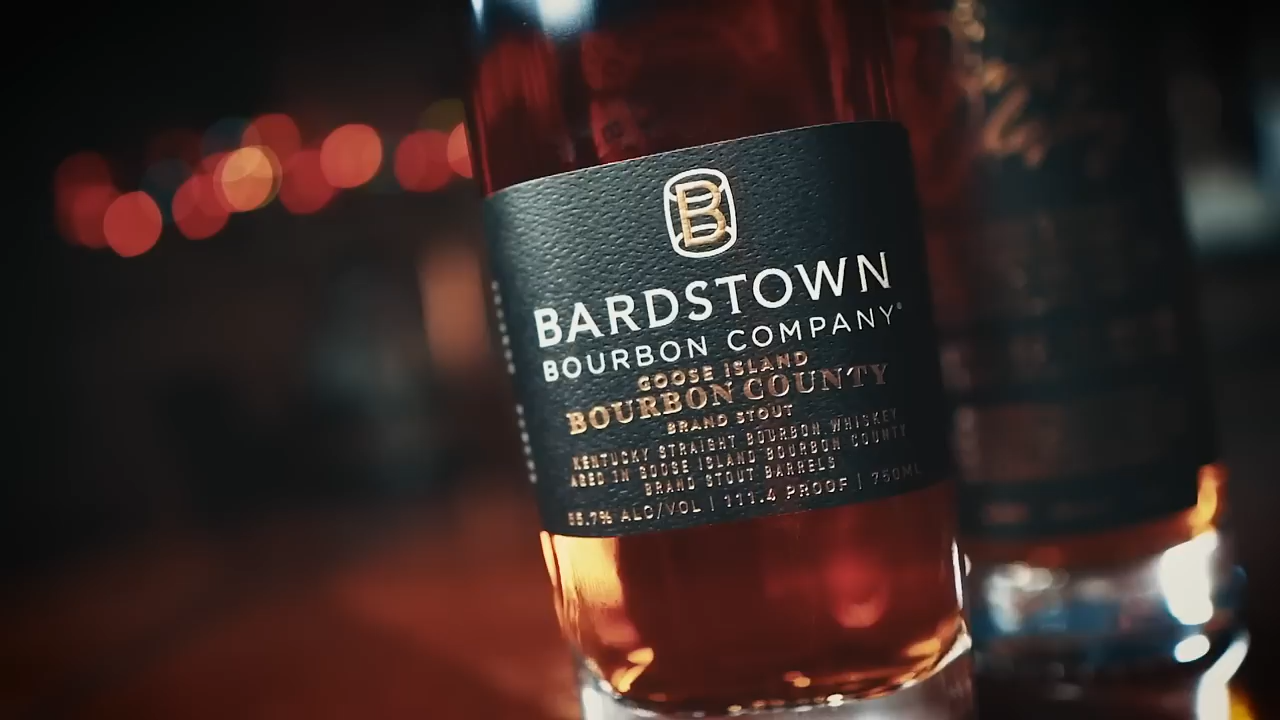 B
BARDSTOWN
BOURBON COMPANY®
GOOSE ISLAND
BOURBON COUNTY
BRAND STOUT
KENTUCKY STRAIGHT BOURBON WHISKEY
AGED IN GOOSE ISLAND BOURBON COUNTY
BRAND STOUT BARRELS
55.7% ALC/VOL | 111.4 PROOF | 750ML